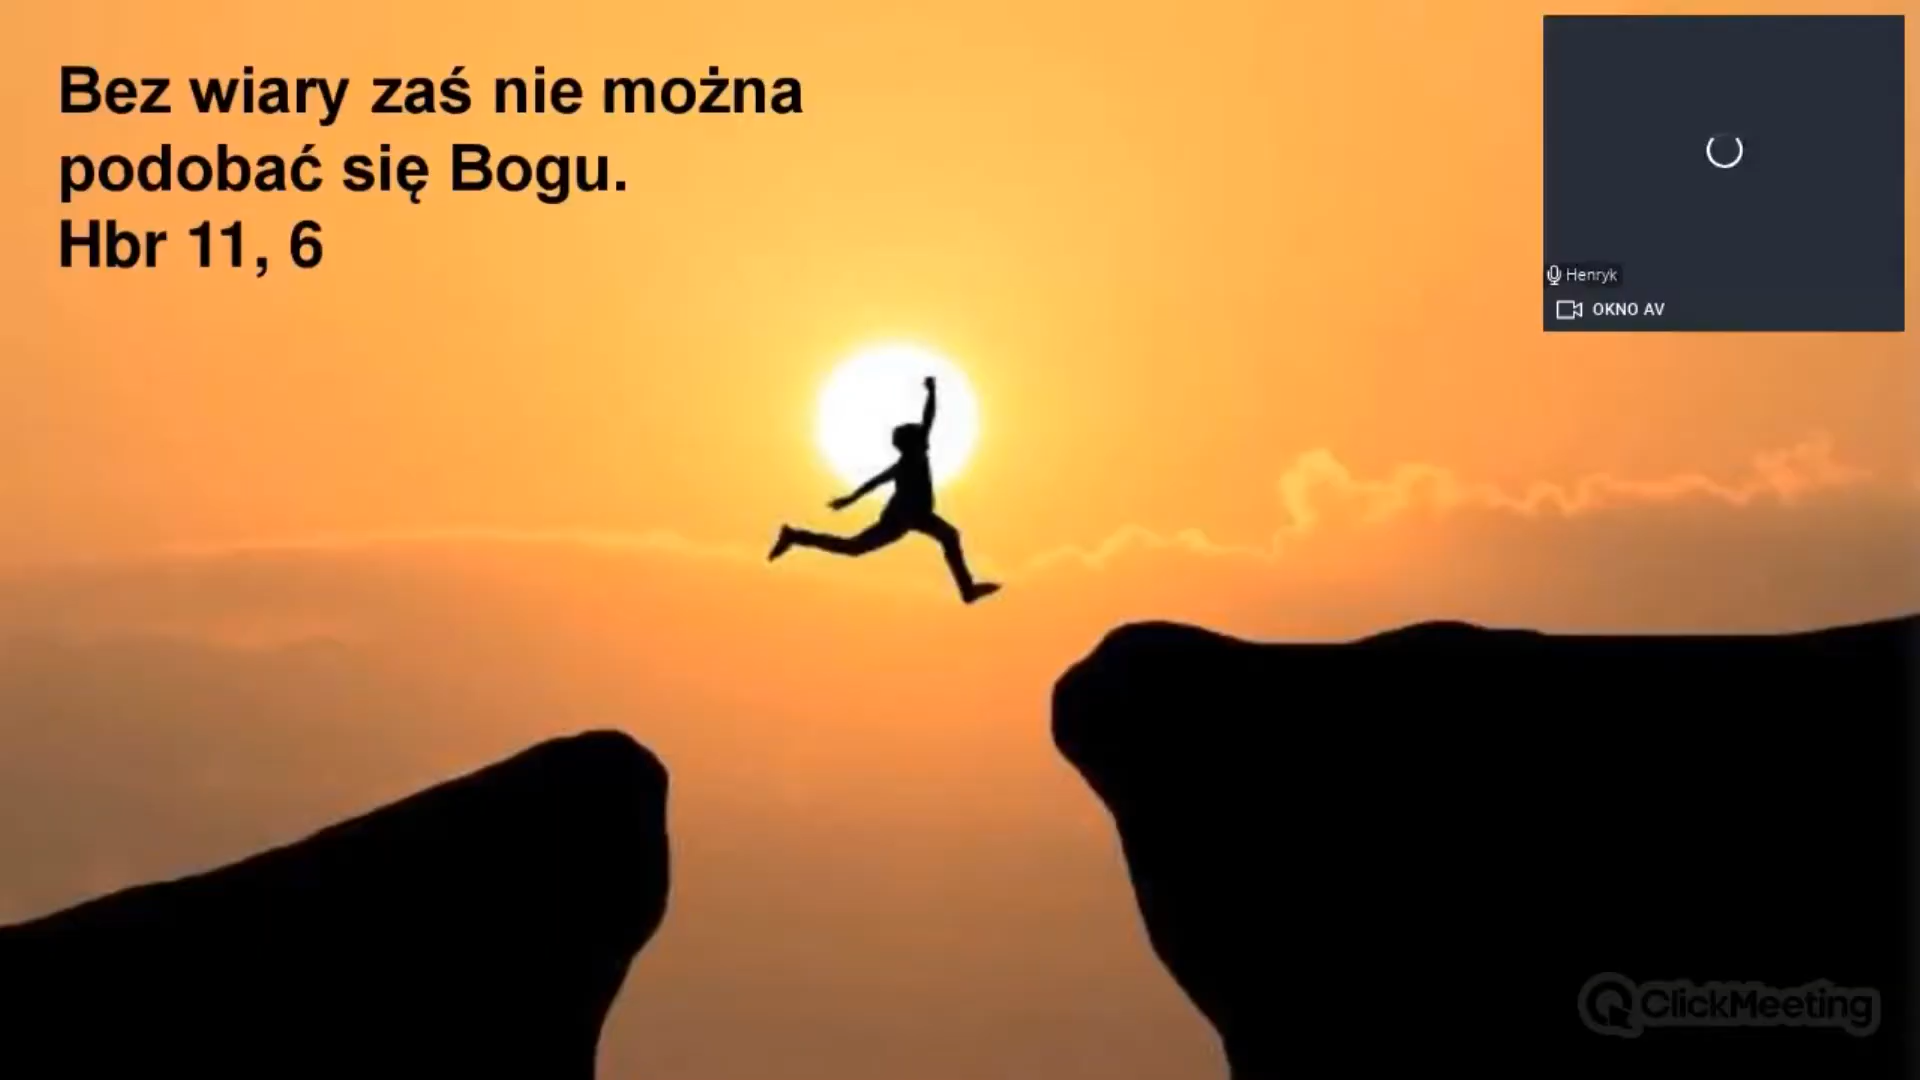 Bez wiary zaś nie można
podobać się Bogu.
Hbr 11, 6
Henryk
OKNO AV
ClickMeeting